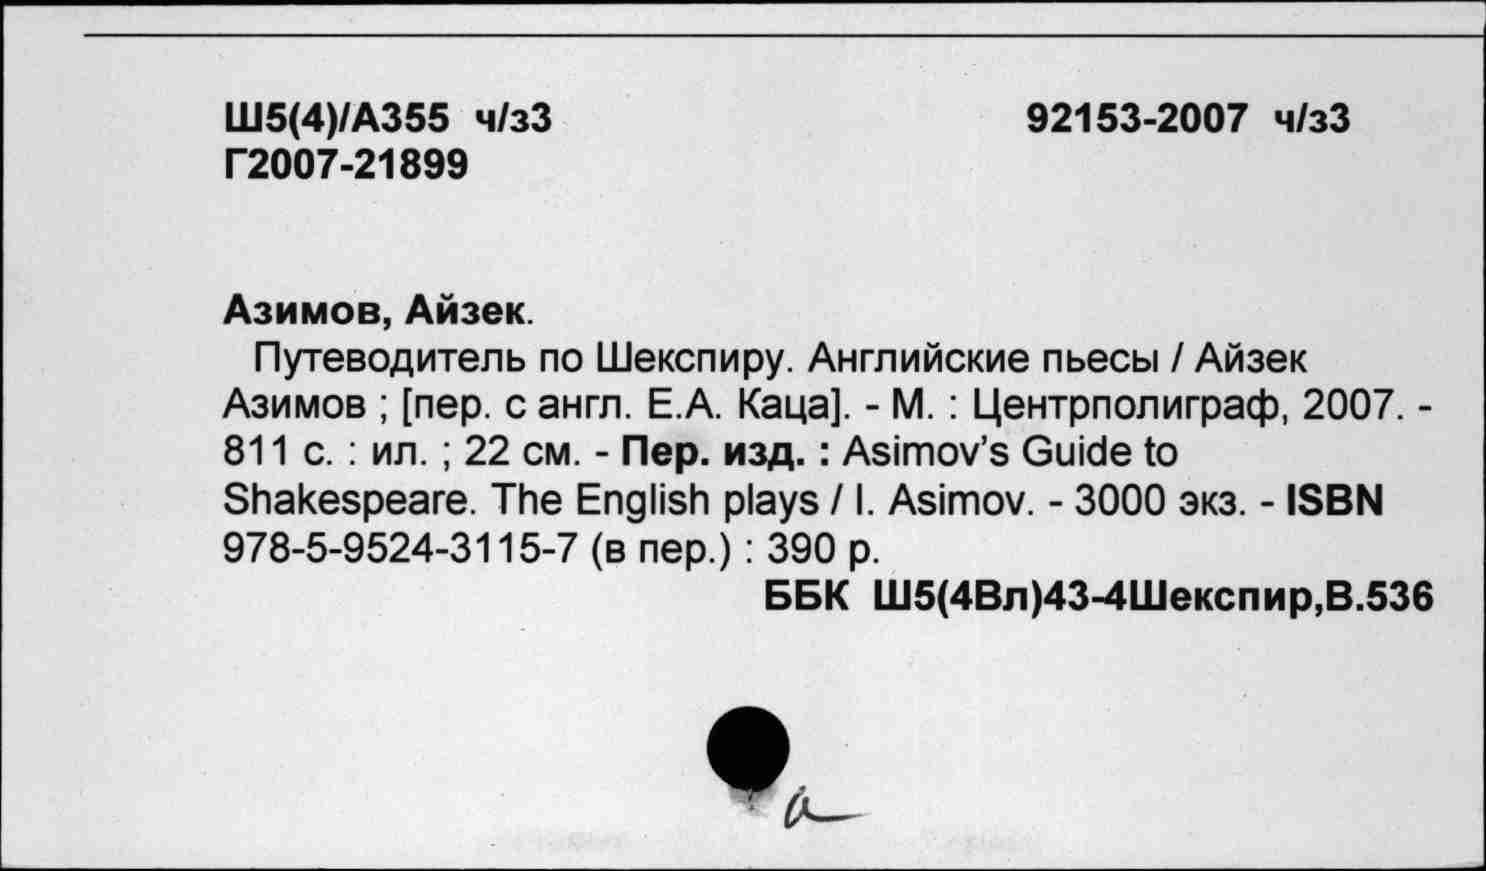 Ш5(4)/А355 ч/з3 92153-2007 ч/з3
Г2007-21899
Азимов, Айзек.
Путеводитель по Шекспиру. Английские пьесы / Айзек
Азимов ; [пер. с англ. Е.А. Каца]. - М. : Центрполиграф, 2007. -
811 с. : ил. ; 22 см. - Пер. изд. : Asimov’s Guide to
Shakespeare. The English plays / I. Asimov. - 3000 экз. - ISBN
978-5-9524-3115-7 (в пер.) : 390 р.
ББК Ш5(4Вл)43-4Шекспир,В.536
а